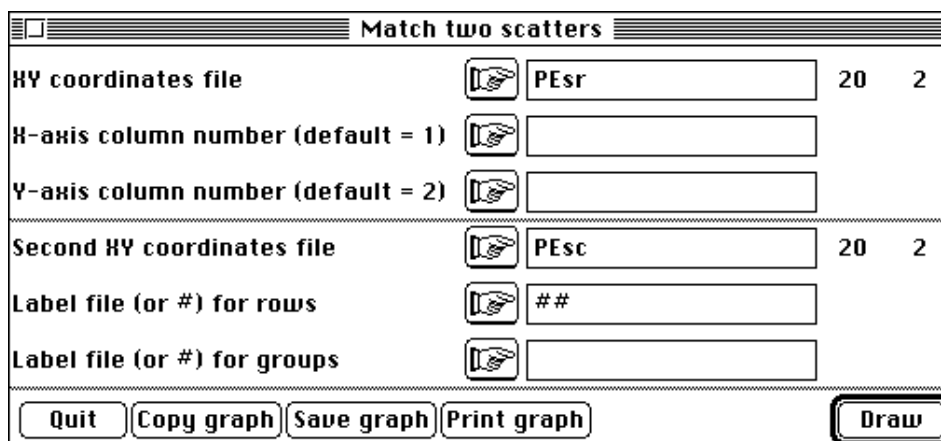 Match two scatters
XY coordinates file PEsr 20 2
X-axis column number (default = 1)
Y-axis column number (default = 2)
Second XY coordinates file PEsc 20 2
Label file (or #) for rows ##
Label file (or #) for groups
Quit Copy graph Save graph Print graph Draw